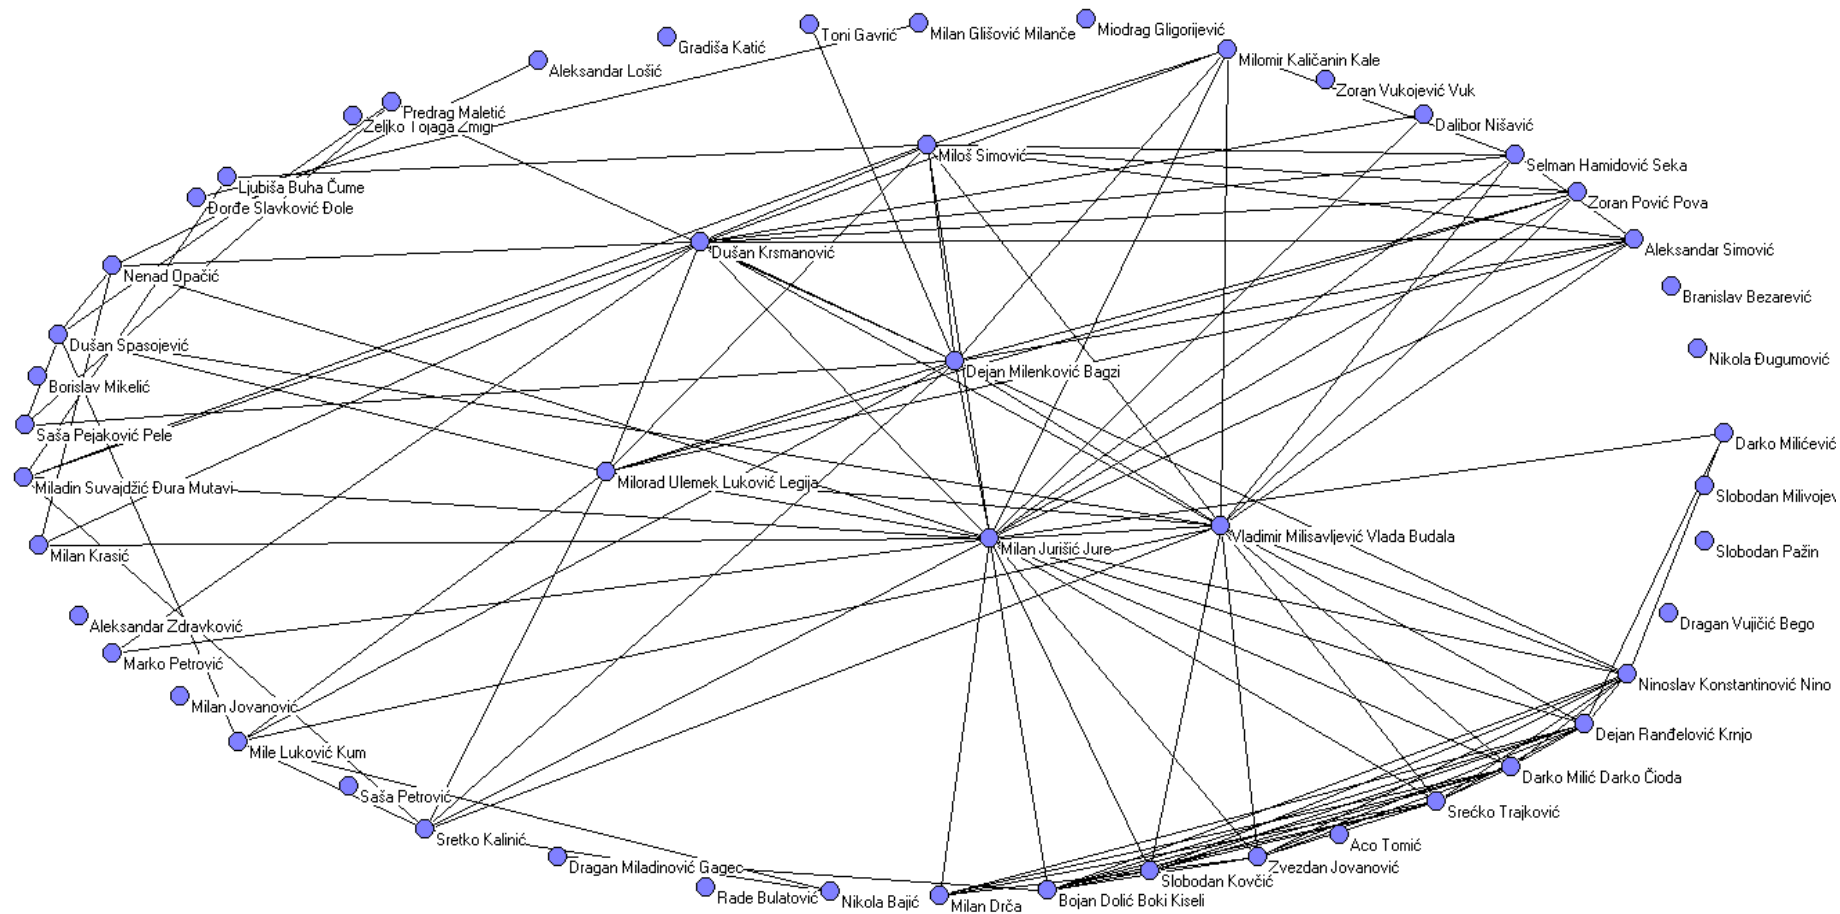 Toni Gavrić
Milan Glišović Milanče
Miodrag Gligorijević
Gradiša Katić
Milomir Kaličanin Kale
Aleksandar Lošić
Zoran Vukojević Vuk
Predrag Maletić
Željko Tojaga Žmigi
Dalibor Nišavić
Miloš Simović
Selman Hamidović Seka
Ljubiša Buha Čume
Đorđe Slavković Đole
Zoran Pović Pova
Dušan Krsmanović
Aleksandar Simović
Nenad Opačić
Branislav Bezarević
Dušan Spasojević
Nikola Đugumović
Dejan Milenković Bagzi
Borislav Mikelić
Saša Pejaković Pele
Darko Milićević
Miladin Suvajdžić Đura Mutavi
Milorad Ulemek Luković Legija
Slobodan Milivojev
Vladimir Milisavljević Vlada Budala
Milan Jurišić Jure
Slobodan Pažin
Milan Krasić
Aleksandar Zdravković
Dragan Vujičić Bego
Marko Petrović
Ninoslav Konstantinović Nino
Milan Jovanović
Dejan Ranđelović Krnjo
Mile Luković Kum
Darko Milić Darko Čioda
Saša Petrović
Srećko Trajković
Sretko Kalinić
Aco Tomić
Dragan Miladinović Gagec
Zvezdan Jovanović
Slobodan Kovčić
Rade Bulatović
Nikola Bajić
Milan Drča
Bojan Dolić Boki Kiseli